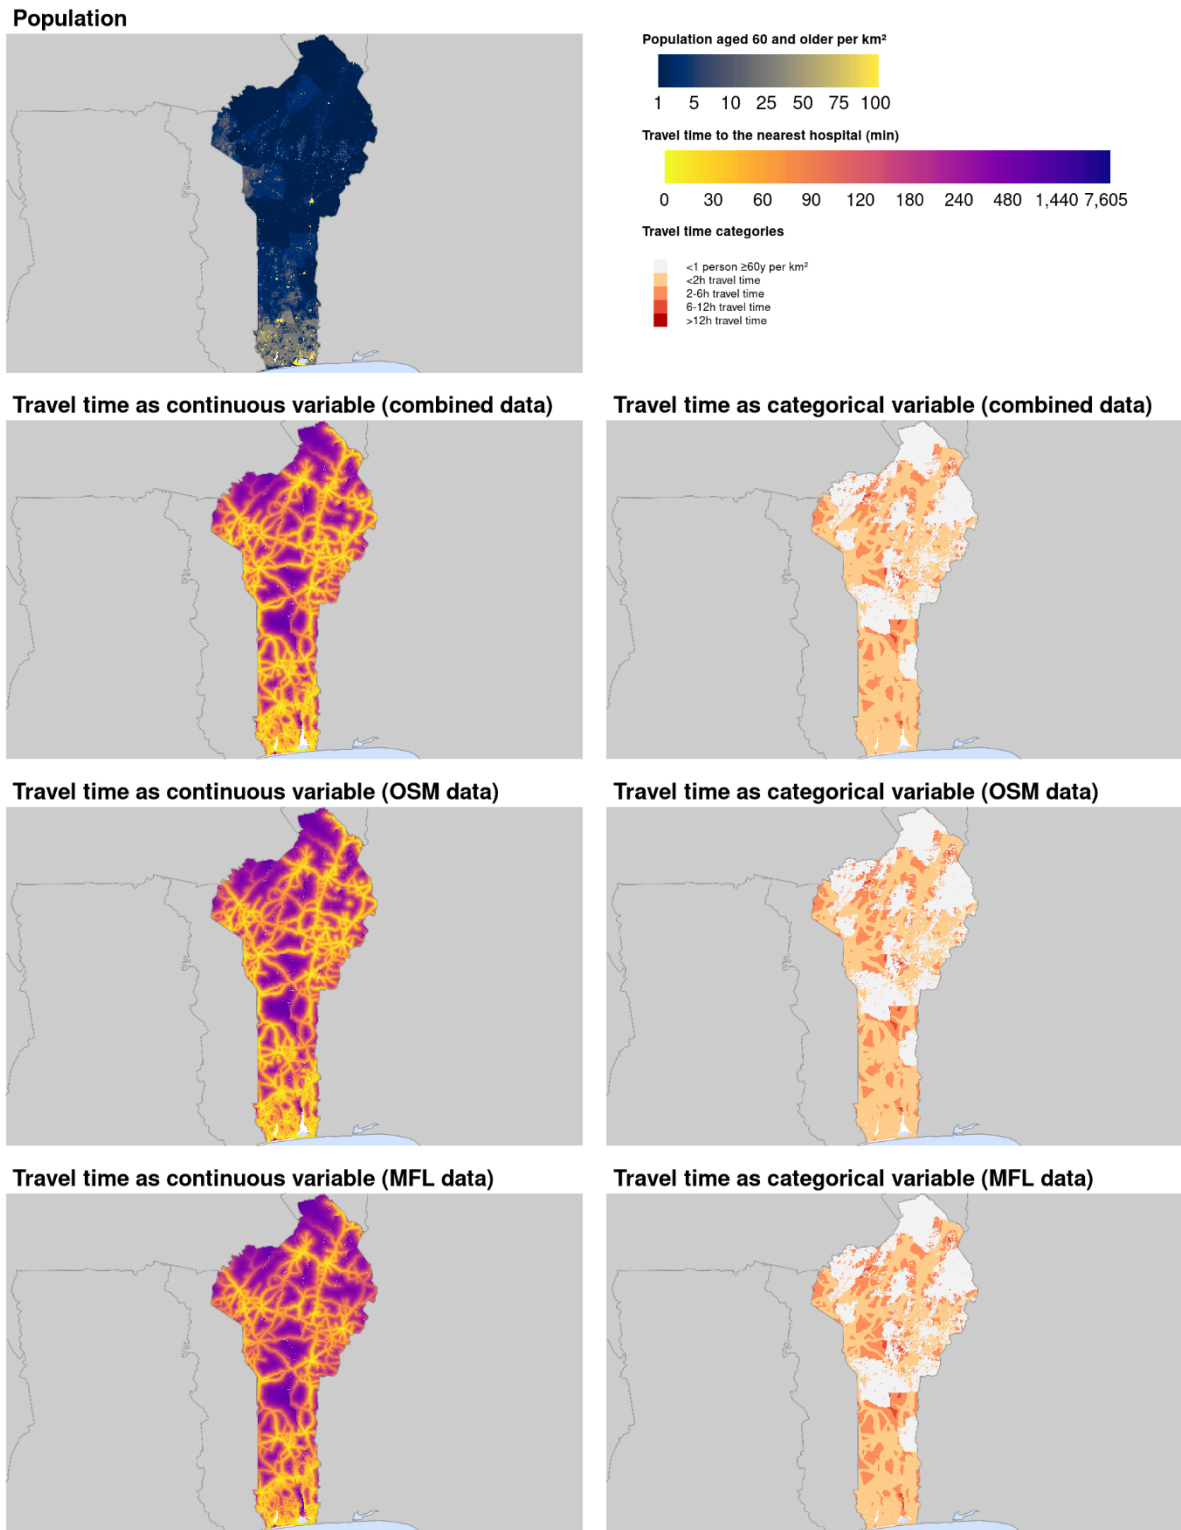 Population
Population aged 60 and older per km²
1 5 10 25 50 75 100
Travel time to the nearest hospital (min)
0 30 60 90 120 180 240 480 1,440 7,605
Travel time categories
<1 person ≥60y per km²
<2h travel time
2-6h travel time
6-12h travel time
>12h travel time
Travel time as continuous variable (combined data)
Travel time as categorical variable (combined data)
Travel time as continuous variable (OSM data)
Travel time as categorical variable (OSM data)
Travel time as continuous variable (MFL data)
Travel time as categorical variable (MFL data)